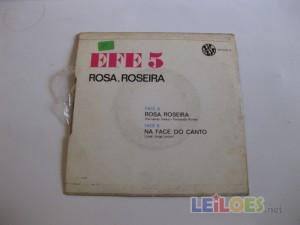 EFE 5
ROSA, ROSEIRA
FACE A
ROSA ROSEIRA
FACE B
NA FACE DO CANTO
LEiLOES.net